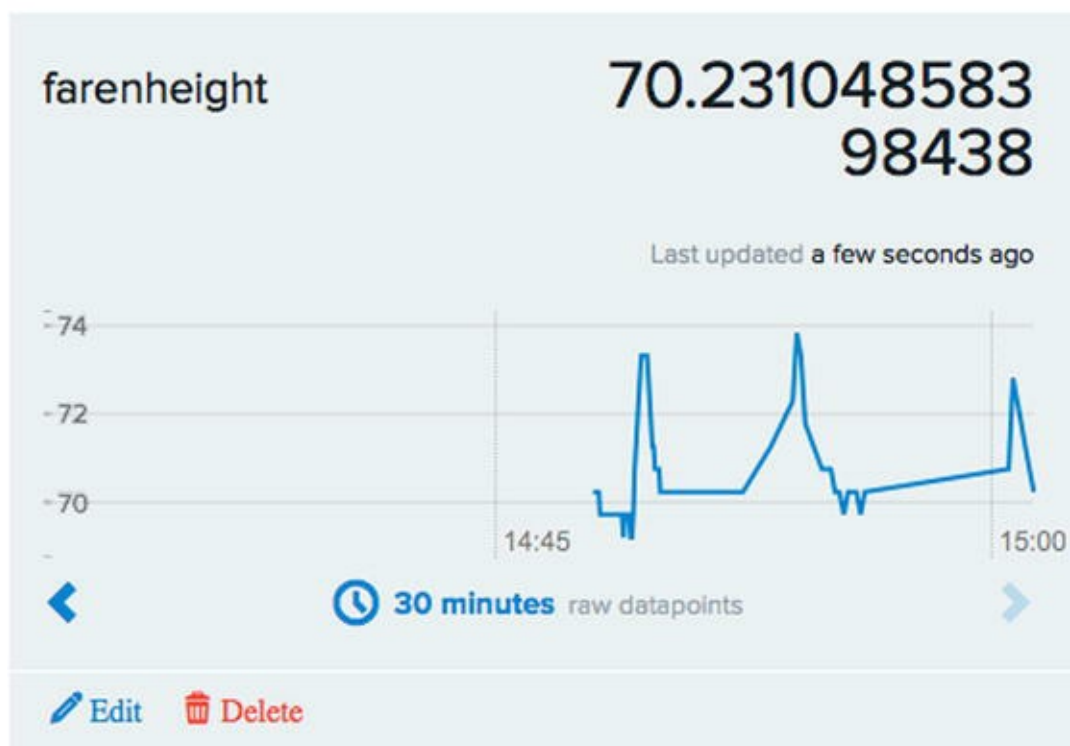 farenheight
70.231048583
98438
Last updated a few seconds ago
74
72
70
14:45
15:00
30 minutes raw datapoints
Edit
Delete